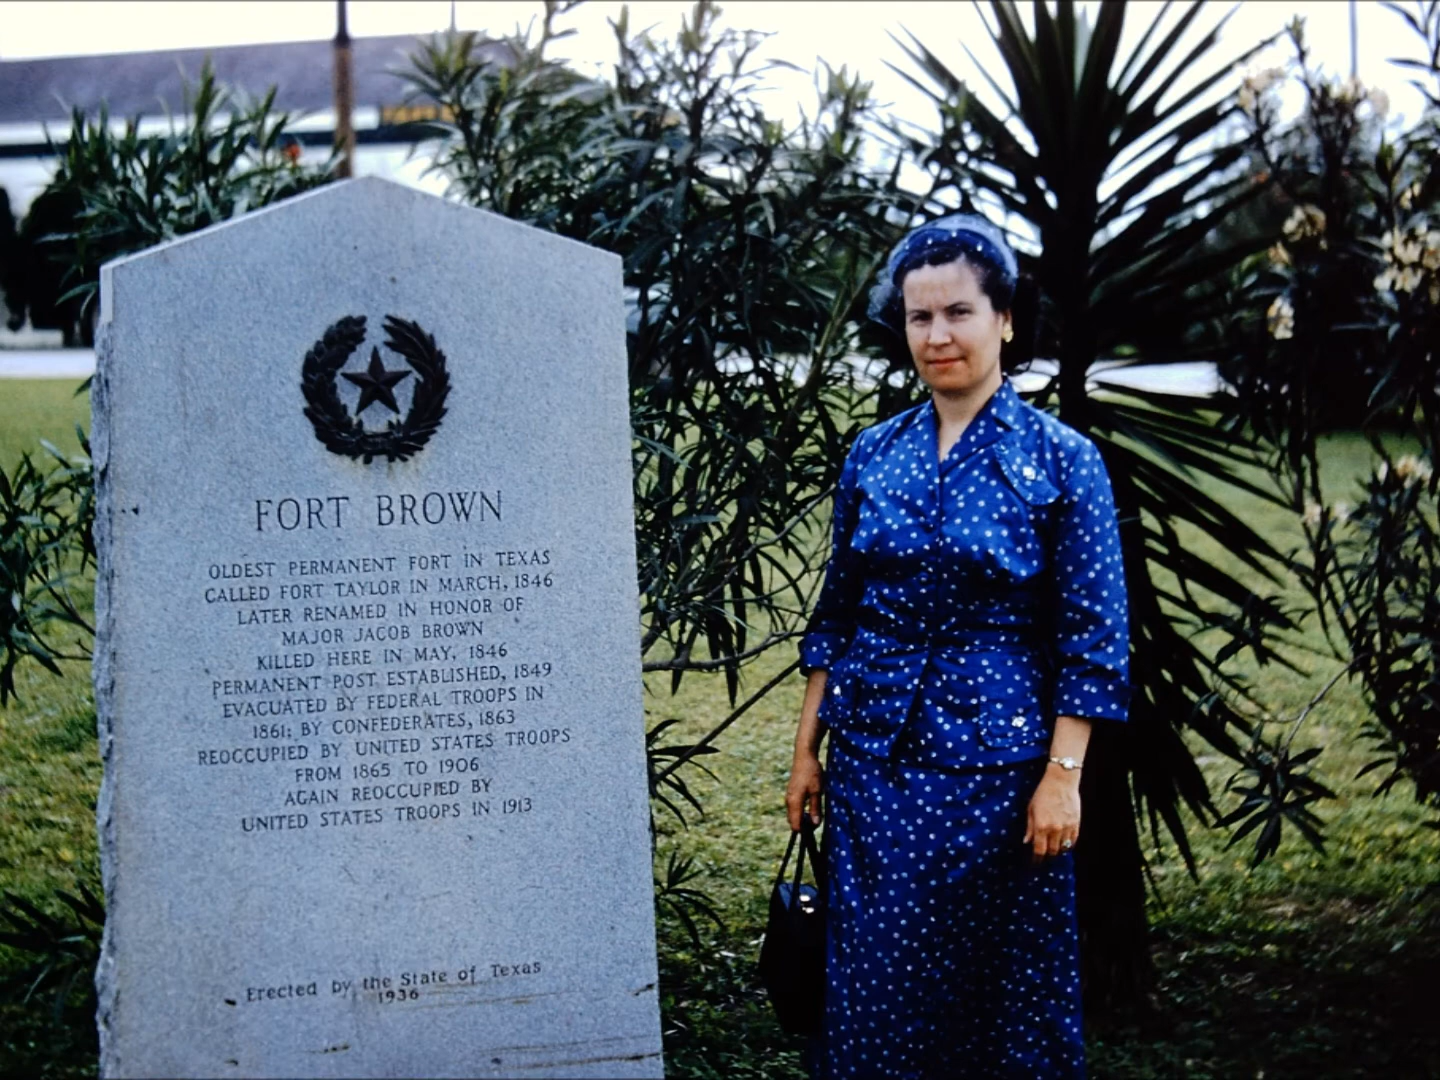 FORT BROWN
OLDEST PERMANENT FORT IN TEXAS
CALLED FORT TAYLOR IN MARCH, 1846
LATER RENAMED IN HONOR OF
MAJOR JACOB BROWN
KILLED HERE IN MAY, 1846
PERMANENT POST ESTABLISHED, 1849
EVACUATED BY FEDERAL TROOPS IN
1861; BY CONFEDERATES, 1863
REOCCUPIED BY UNITED STATES TROOPS
FROM 1865 TO 1906
AGAIN REOCCUPIED BY
UNITED STATES TROOPS IN 1913
Erected by the State of Texas
1936